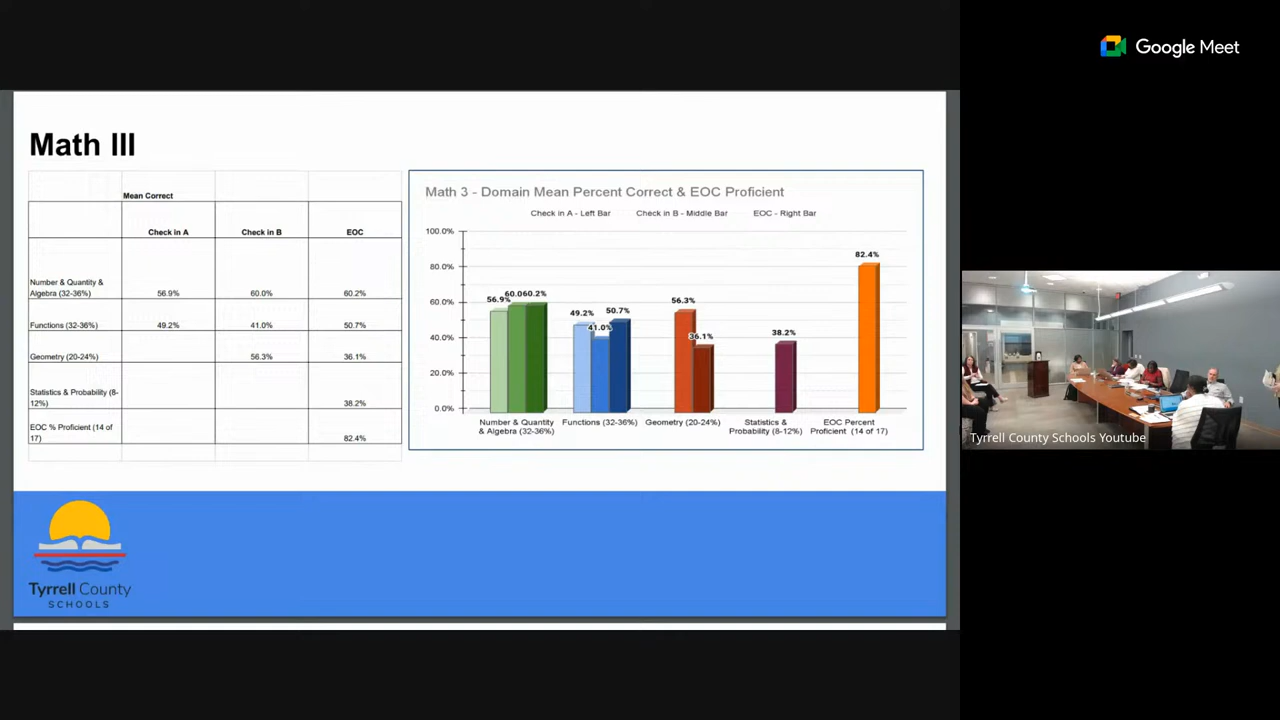 Google Meet
Math III
Mean Correct
Check in A Check in B EOC
Number & Quantity &
Algebra (32-36%) 56.9% 60.0% 60.2%
Functions (32-36%) 49.2% 41.0% 50.7%
Geometry (20-24%) 56.3% 36.1%
Statistics & Probability (8-
12%) 38.2%
EOC % Proficient (14 of
17) 82.4%
Math 3 - Domain Mean Percent Correct & EOC Proficient
Check in A - Left Bar Check in B - Middle Bar EOC - Right Bar
100.0%
80.0%
60.0%
40.0%
20.0%
0.0%
56.9% 60.0 60.2%
49.2% 41.0% 50.7%
56.3% 36.1%
38.2%
82.4%
Number & Quantity
& Algebra (32-36%)
Functions (32-36%)
Geometry (20-24%)
Statistics &
Probability (8-12%)
EOC Percent
Proficient (14 of 17)
Tyrrell County
SCHOOLS
Tyrrell County Schools Youtube